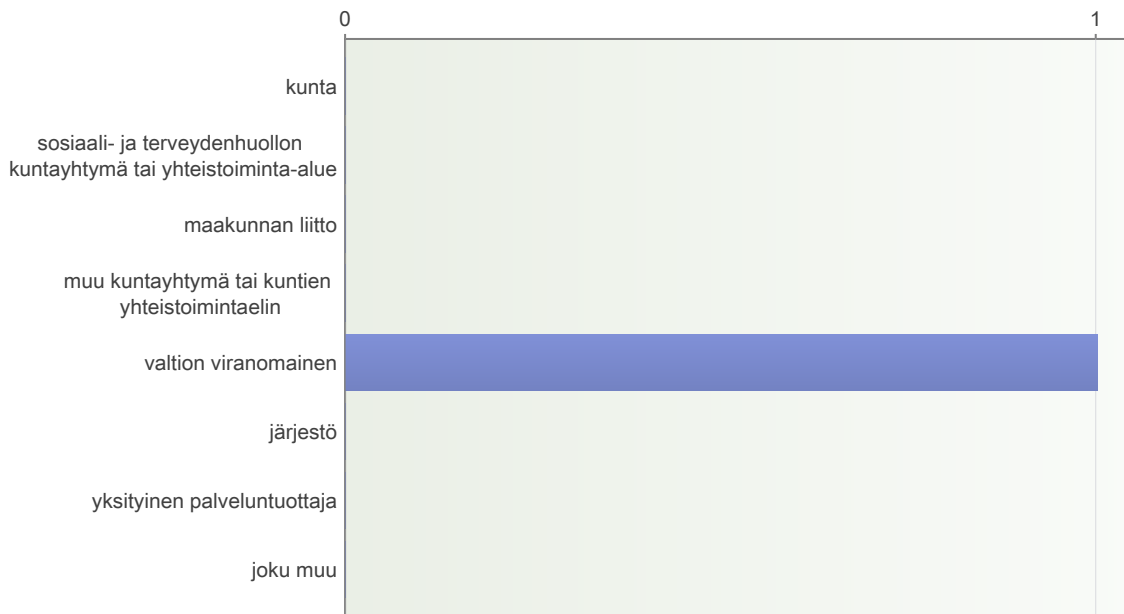 0 1
kunta
sosiaali- ja terveydenhuollon
kuntayhtymä tai yhteistoiminta-alue
maakunnan liitto
muu kuntayhtymä tai kuntien
yhteistoimintaelin
valtion viranomainen
järjestö
yksityinen palveluntuottaja
joku muu